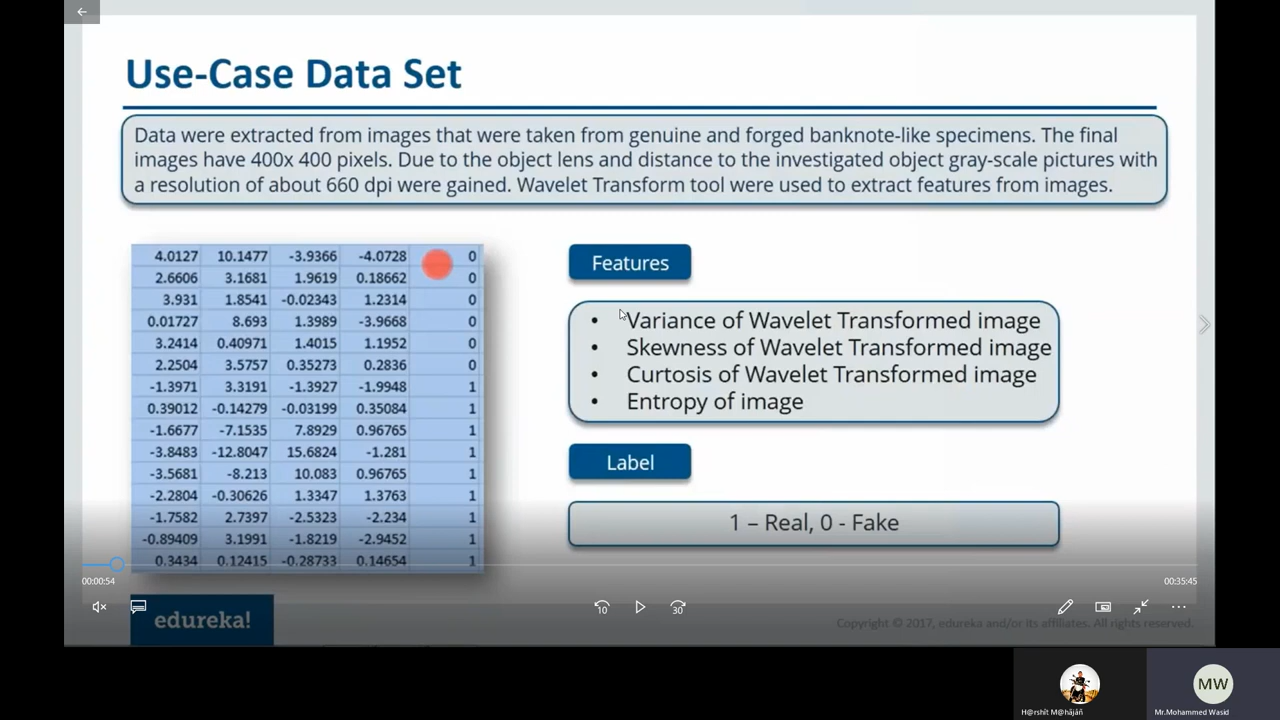 Use-Case Data Set
Data were extracted from images that were taken from genuine and forged banknote-like specimens. The final
images have 400x 400 pixels. Due to the object lens and distance to the investigated object gray-scale pictures with
a resolution of about 660 dpi were gained. Wavelet Transform tool were used to extract features from images.
4.0127 10.1477 -3.9366 -4.0728 0
2.6606 3.1681 1.9619 0.18662 0
3.931 1.8541 -0.02343 1.2314 0
0.01727 8.693 1.3989 -3.9668 0
3.2414 0.40971 1.4015 1.1952 0
2.2504 3.5757 0.35273 0.2836 0
-1.3971 3.3191 -1.3927 -1.9948 1
0.39012 -0.14279 -0.03199 0.35084 1
-1.6677 -7.1535 7.8929 0.96765 1
-3.8483 -12.8047 15.6824 -1.281 1
-3.5681 -8.213 10.083 0.96765 1
-2.2804 -0.30626 1.3347 1.3763 1
-1.7582 2.7397 -2.5323 -2.234 1
-0.89409 3.1991 -1.8219 -2.9452 1
0.3434 0.12415 -0.28733 0.14654 1
Features
• Variance of Wavelet Transformed image
• Skewness of Wavelet Transformed image
• Curtosis of Wavelet Transformed image
• Entropy of image
Label
1 – Real, 0 - Fake
00:00:54
00:35:45
10
30
edureka!
Copyright © 2017, edureka and/or its affiliates. All rights reserved.
MW
H@rshït M@hãjáñ
Mr.Mohammed Wasid